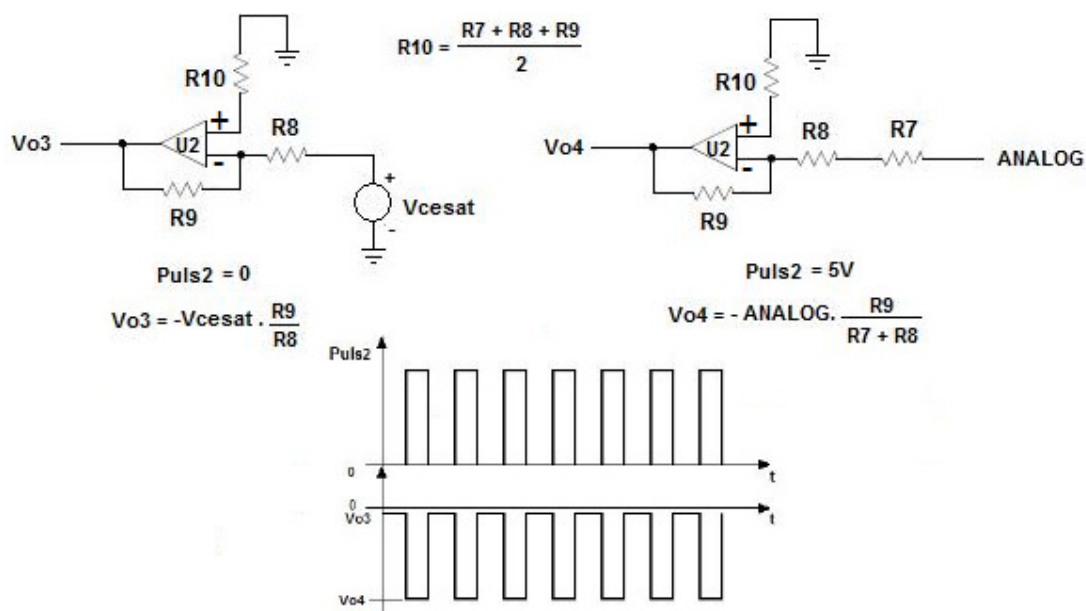 R10
R10 = R7 + R8 + R9 / 2
R10
Vo3
+
U2
-
R8
R9
+
Vcesat
-
Vo4
+
U2
-
R8
R7
ANALOG
R9
Puls2 = 0
Vo3 = -Vcesat . R9 / R8
Puls2 = 5V
Vo4 = - ANALOG. R9 / R7 + R8
Puls2
0
t
0
Vo3
t
Vo4